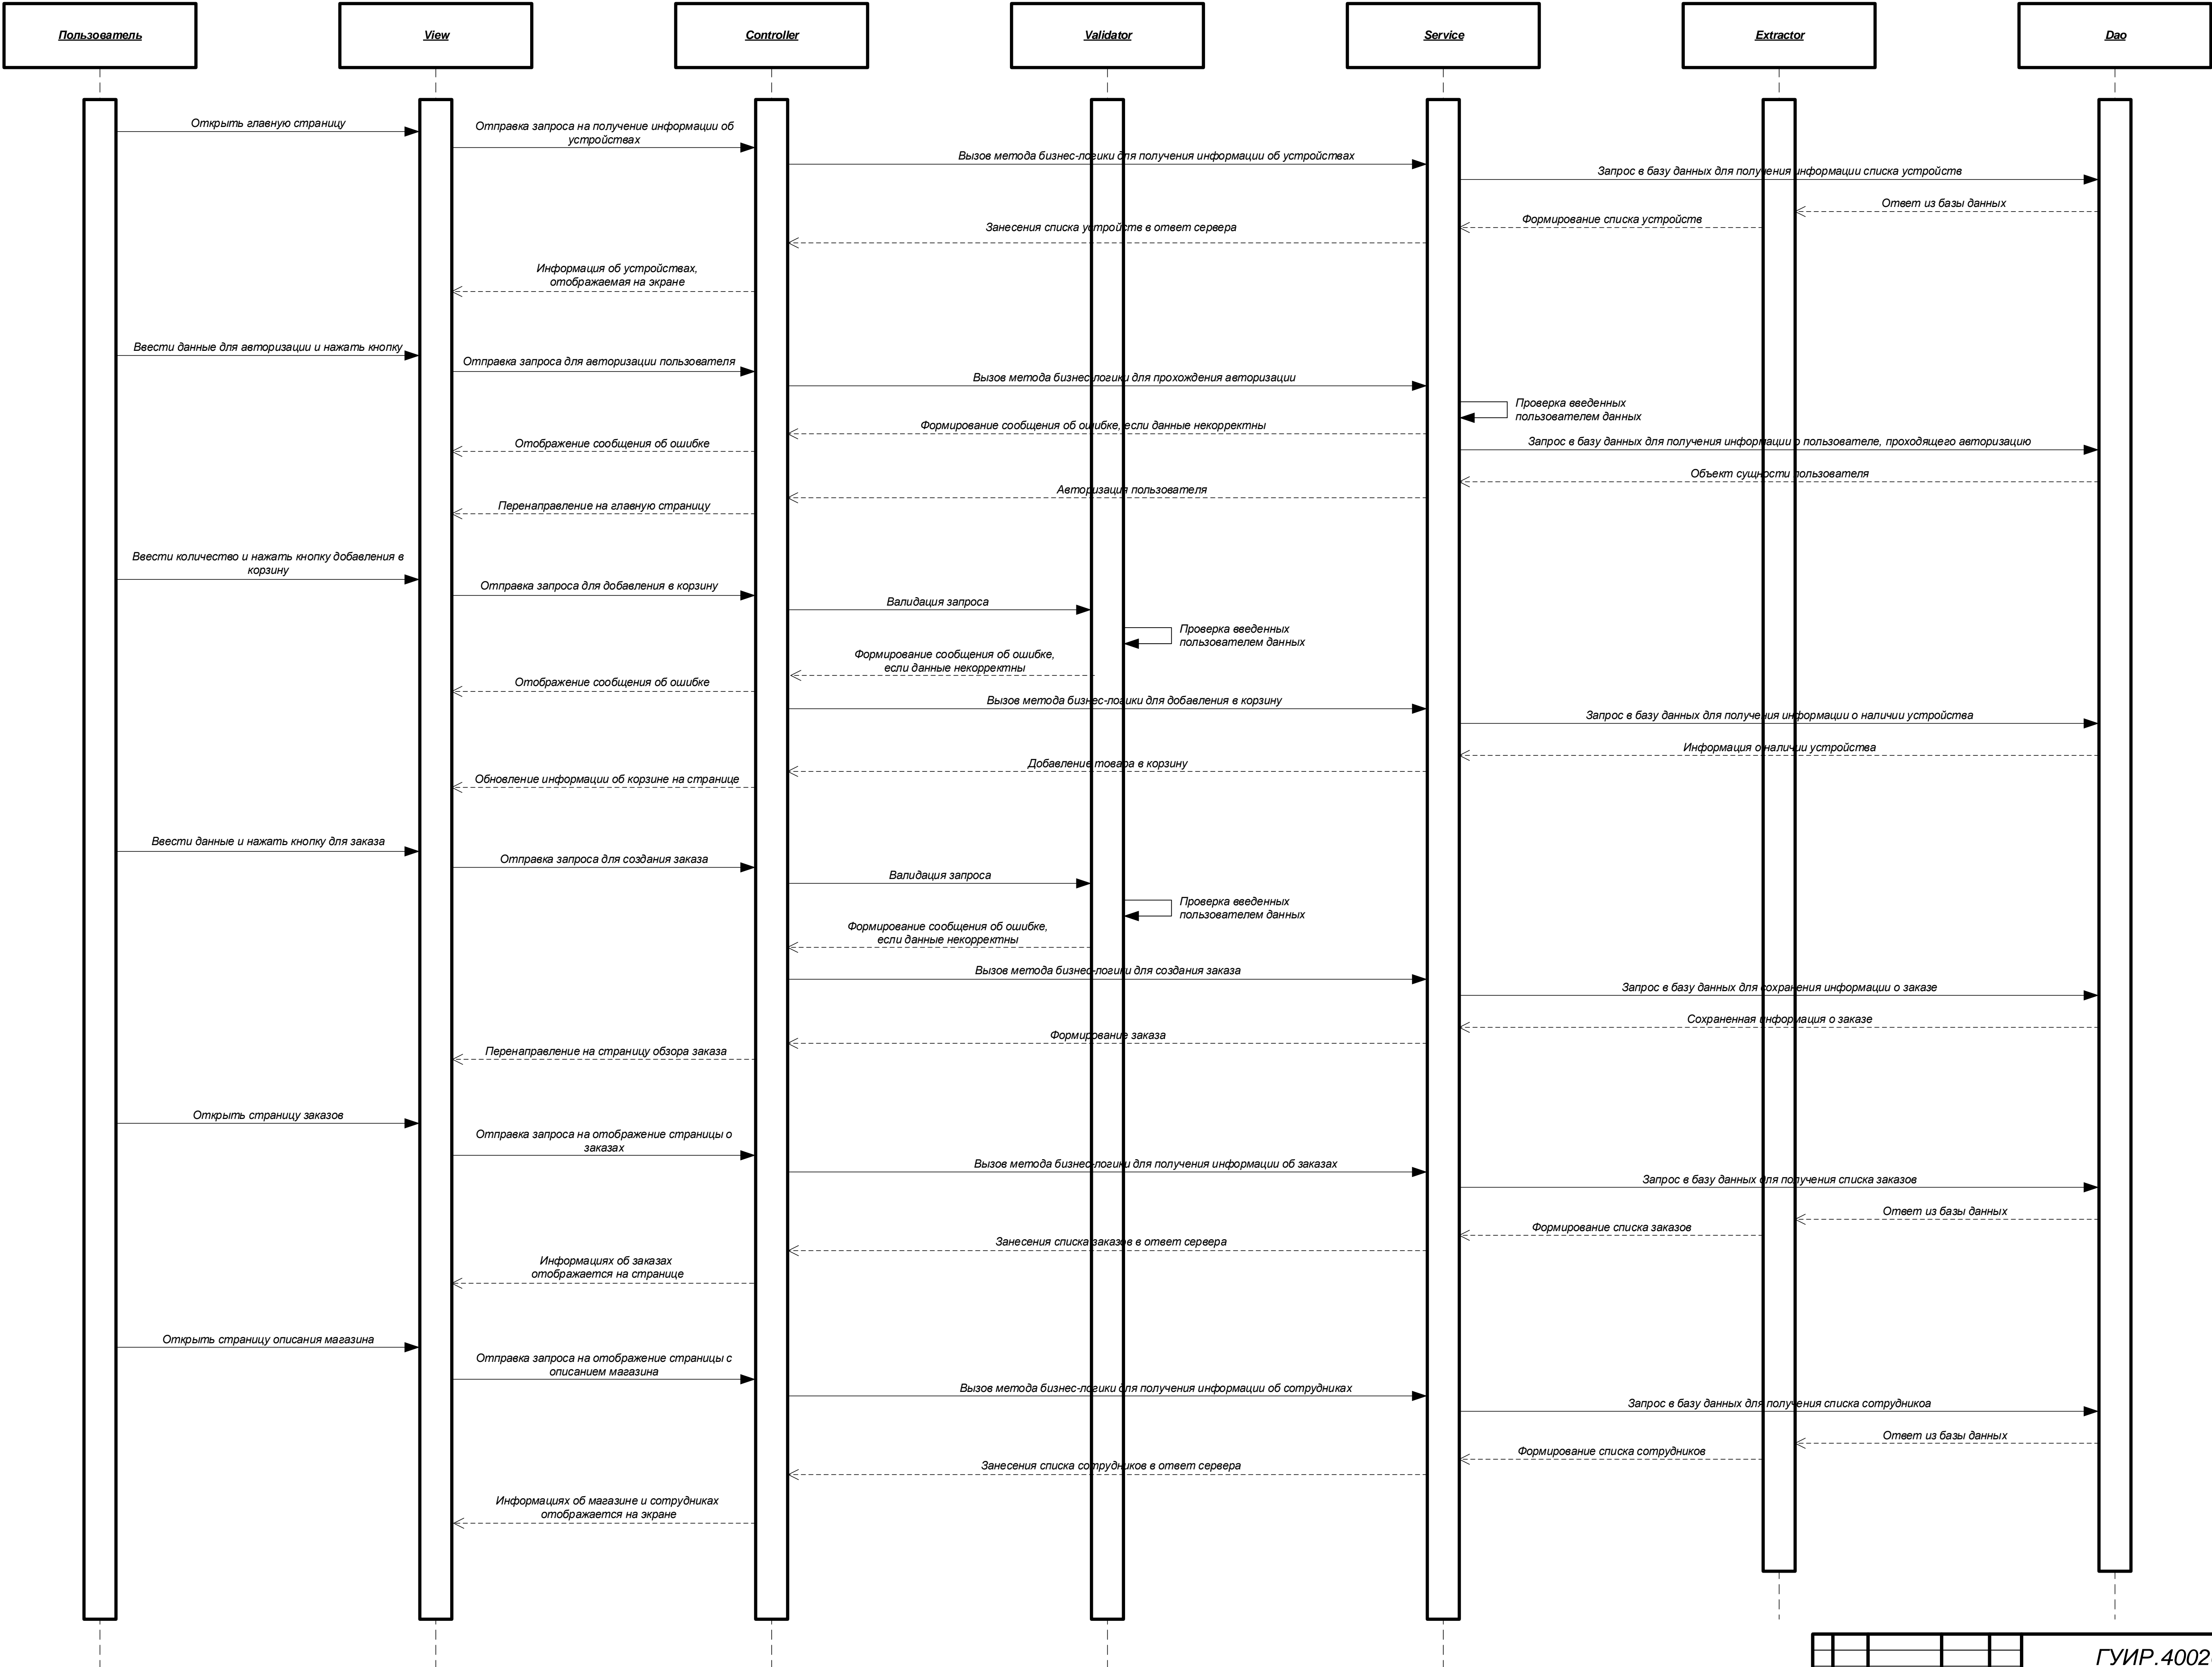 Пользователь
View
Controller
Validator
Service
Extractor
Dao
Открыть главную страницу
Отправка запроса на получение информации об
устройствах
Вызов метода бизнес-логики для получения информации об устройствах
Запрос в базу данных для получения информации списка устройств
Ответ из базы данных
Формирование списка устройств
Занесения списка устройств в ответ сервера
Информация об устройствах,
отображаемая на экране
Ввести данные для авторизации и нажать кнопку
Отправка запроса для авторизации пользователя
Вызов метода бизнес-логики для прохождения авторизации
Проверка введенных
пользователем данных
Формирование сообщения об ошибке, если данные некорректны
Отображение сообщения об ошибке
Запрос в базу данных для получения информации о пользователе, проходящего авторизацию
Объект сущности пользователя
Авторизация пользователя
Перенаправление на главную страницу
Ввести количество и нажать кнопку добавления в
корзину
Отправка запроса для добавления в корзину
Валидация запроса
Проверка введенных
пользователем данных
Формирование сообщения об ошибке,
если данные некорректны
Отображение сообщения об ошибке
Вызов метода бизнес-логики для добавления в корзину
Запрос в базу данных для получения информации о наличии устройства
Информация о наличии устройства
Добавление товара в корзину
Обновление информации об корзине на странице
Ввести данные и нажать кнопку для заказа
Отправка запроса для создания заказа
Валидация запроса
Проверка введенных
пользователем данных
Формирование сообщения об ошибке,
если данные некорректны
Вызов метода бизнес-логики для создания заказа
Запрос в базу данных для сохранения информации о заказе
Сохраненная информация о заказе
Формирование заказа
Перенаправление на страницу обзора заказа
Открыть страницу заказов
Отправка запроса на отображение страницы о
заказах
Вызов метода бизнес-логики для получения информации об заказах
Запрос в базу данных для получения списка заказов
Ответ из базы данных
Формирование списка заказов
Занесения списка заказов в ответ сервера
Информациях об заказах
отображается на странице
Открыть страницу описания магазина
Отправка запроса на отображение страницы с
описанием магазина
Вызов метода бизнес-логики для получения информации об сотрудниках
Запрос в базу данных для получения списка сотрудникоа
Ответ из базы данных
Формирование списка сотрудников
Занесения списка сотрудников в ответ сервера
Информациях об магазине и сотрудниках
отображается на экране
ГУИР.4002